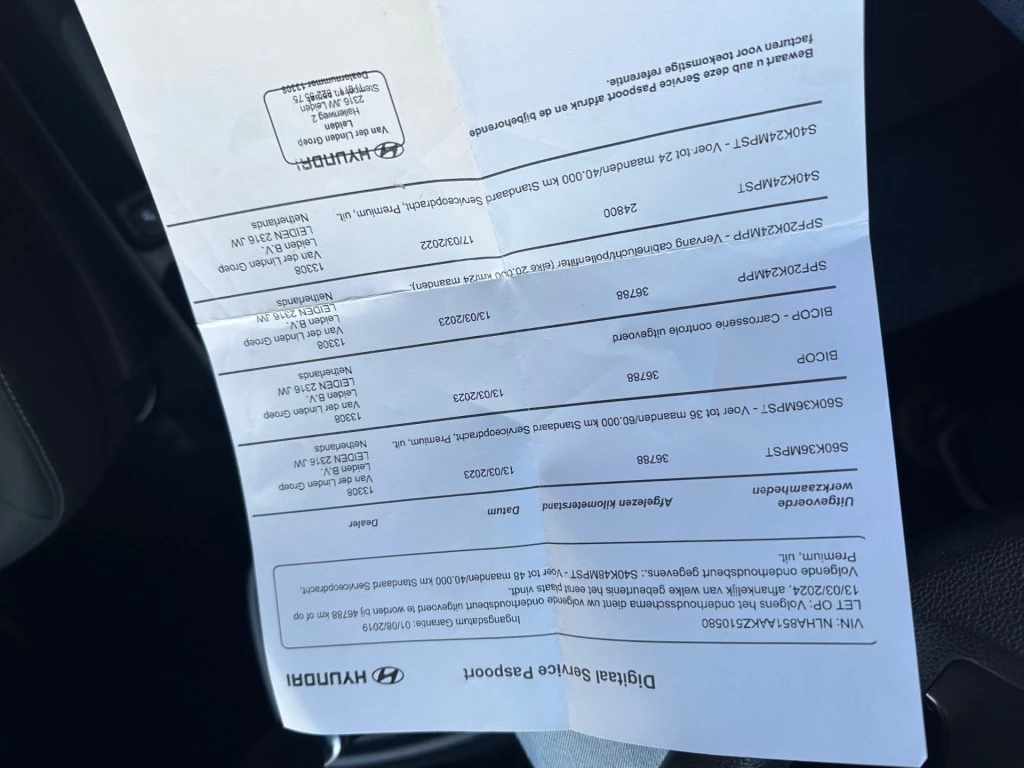 Digitaal Service Paspoort HYUNDAI
VIN: NLHA851AAKZ510580 Ingangsdatum Garantie: 01/08/2019
LET OP: Volgens het onderhoudsschema dient uw volgende onderhoudsbeurt uitgevoerd te worden bij 46788 km of op
13/03/2024, afhankelijk van welke gebeurtenis het eerst plaats vindt.
Volgende onderhoudsbeurt gegevens.: S40K48MPST - Voer tot 48 maanden/40.000 km Standaard Serviceopdracht,
Premium, uit.
Uitgevoerde
werkzaamheden
Afgelezen kilometerstand
Datum
Dealer
S60K36MPST
36788
13/03/2023
13308
Van der Linden Groep
Leiden B.V.
LEIDEN 2316 JW
Netherlands
S60K36MPST - Voer tot 36 maanden/60.000 km Standaard Serviceopdracht, Premium, uit.
BICOP
36788
13/03/2023
13308
Van der Linden Groep
Leiden B.V.
LEIDEN 2316 JW
Netherlands
BICOP - Carrosserie controle uitgevoerd
SPF20K24MPP
36788
13/03/2023
13308
Van der Linden Groep
Leiden B.V.
LEIDEN 2316 JW
Netherlands
SPF20K24MPP - Vervang cabinelucht/pollenfilter (elke 20.000 km/24 maanden).
S40K24MPST
24800
17/03/2022
13308
Van der Linden Groep
Leiden B.V.
LEIDEN 2316 JW
Netherlands
S40K24MPST - Voer tot 24 maanden/40.000 km Standaard Serviceopdracht, Premium, uit.
Bewaart u aub deze Service Paspoort afdruk en de bijbehorende
facturen voor toekomstige referentie.
HYUNDAI
Van der Linden Groep
Leiden
Hallenweg 2
2316 JW Leiden
Dealernummer 13308